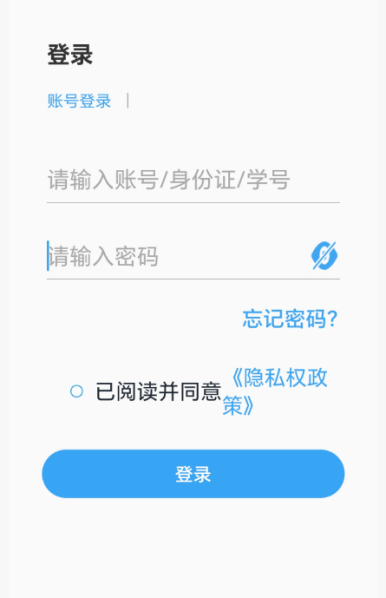 登录
账号登录
请输入账号/身份证/学号
请输入密码
忘记密码?
已阅读并同意《隐私权政
策》
登录